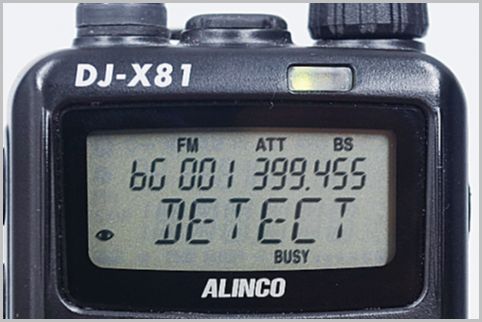 DJ-X81
FM ATT BS
bG 001 399.455
DETECT
BUSY
ALINCO